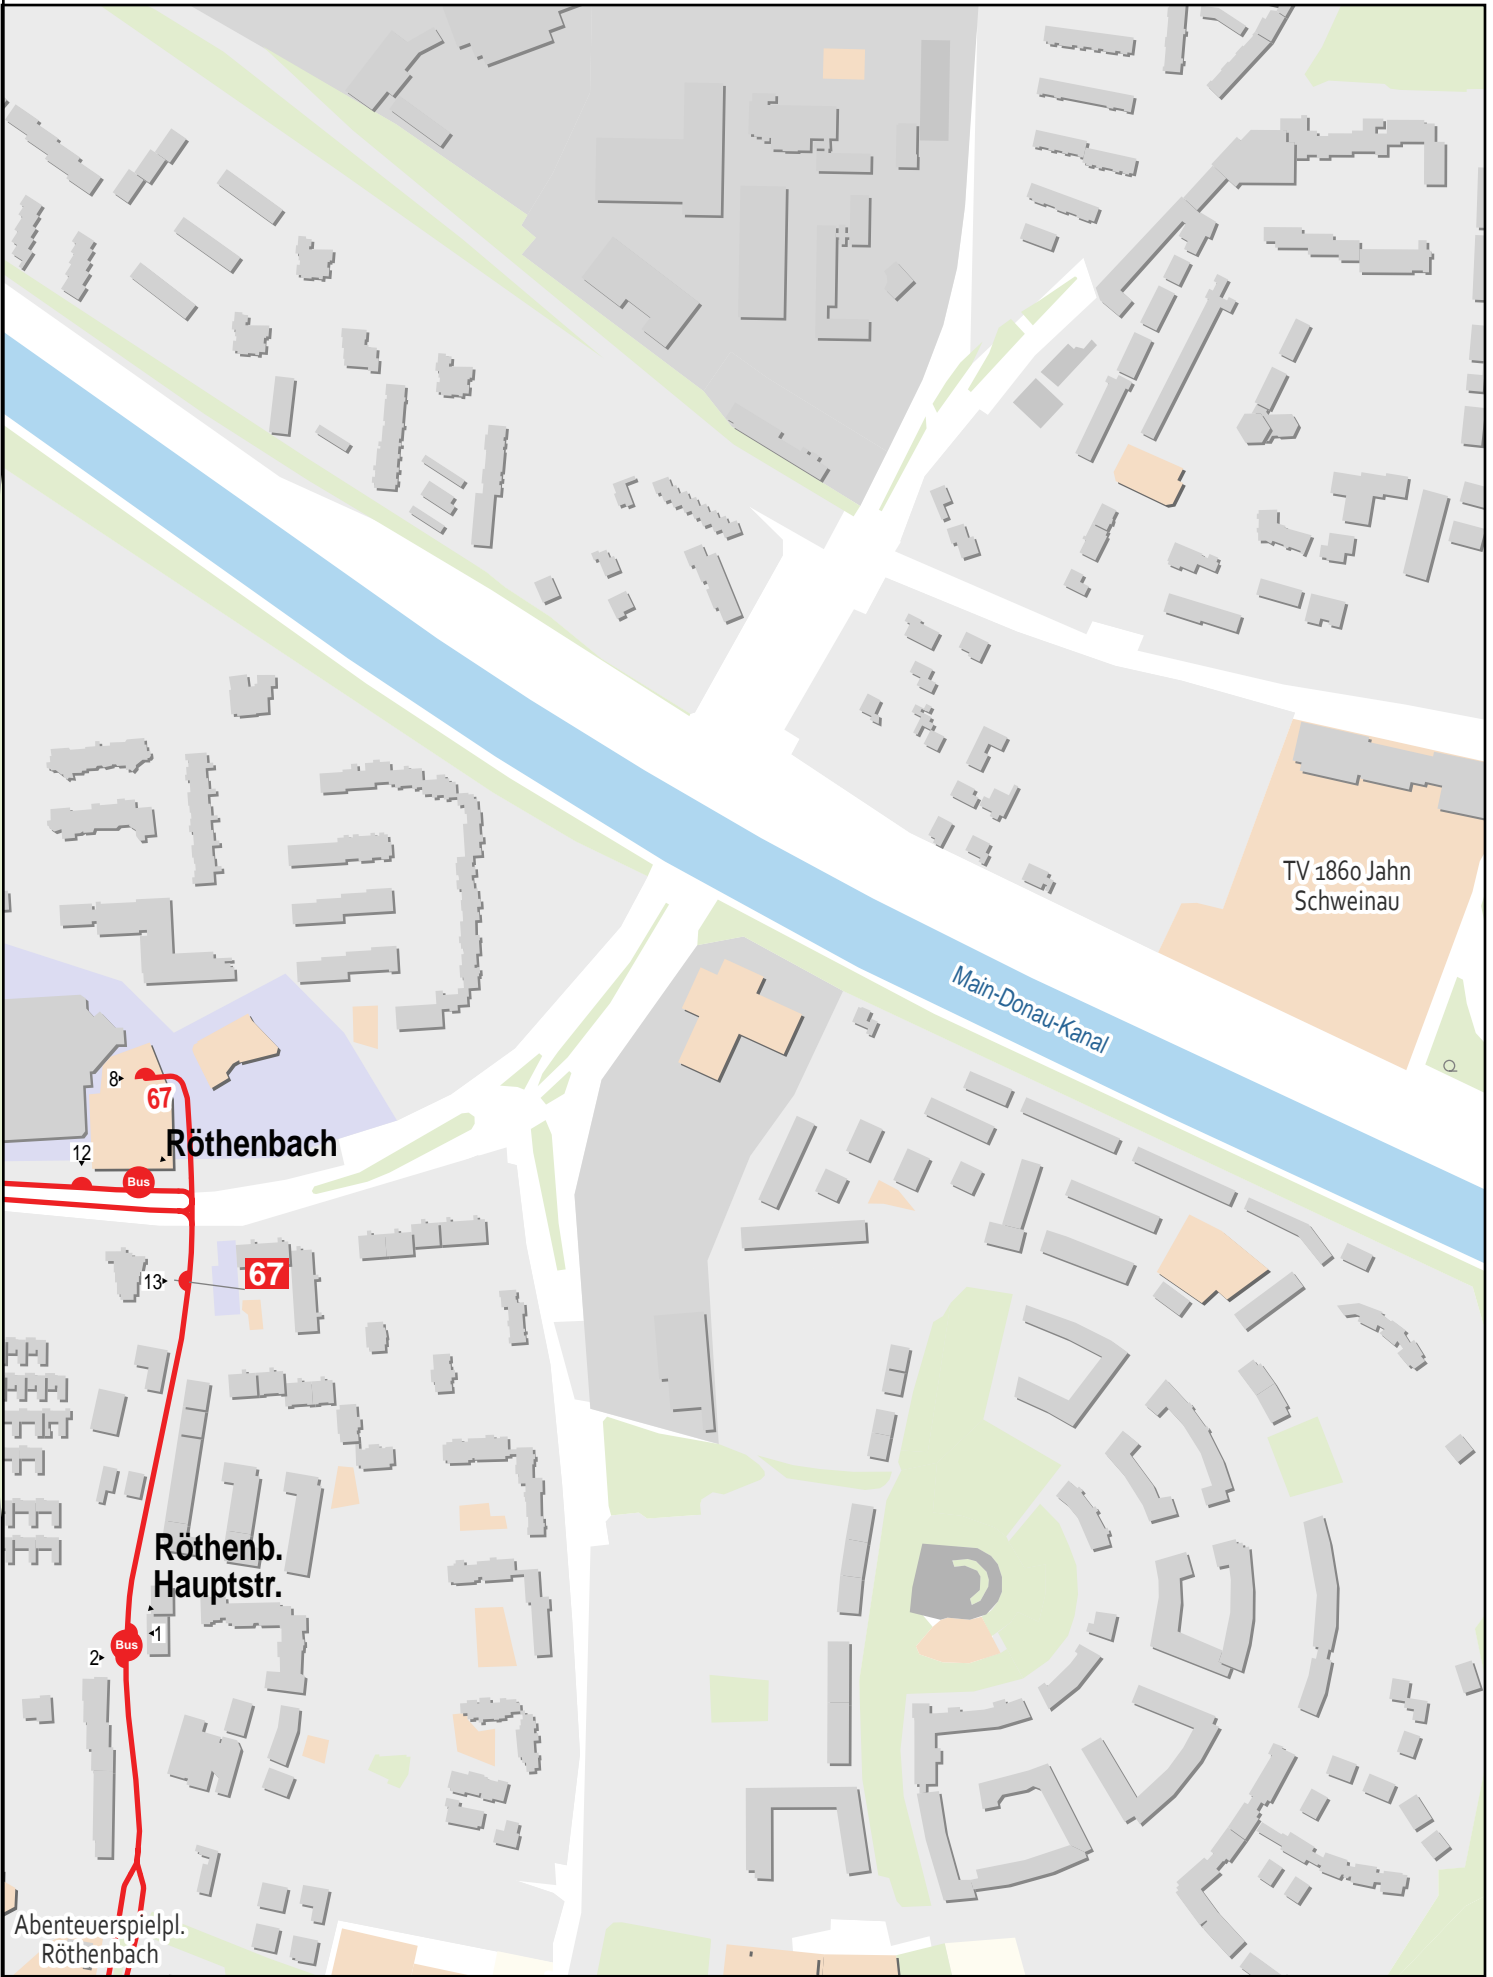 TV 1860 Jahn
Schweinau
Main-Donau-Kanal
8
67
Röthenbach
12
Bus
13
67
Röthenb.
Hauptstr.
1
Bus
2
Abenteuerspielpl.
Röthenbach